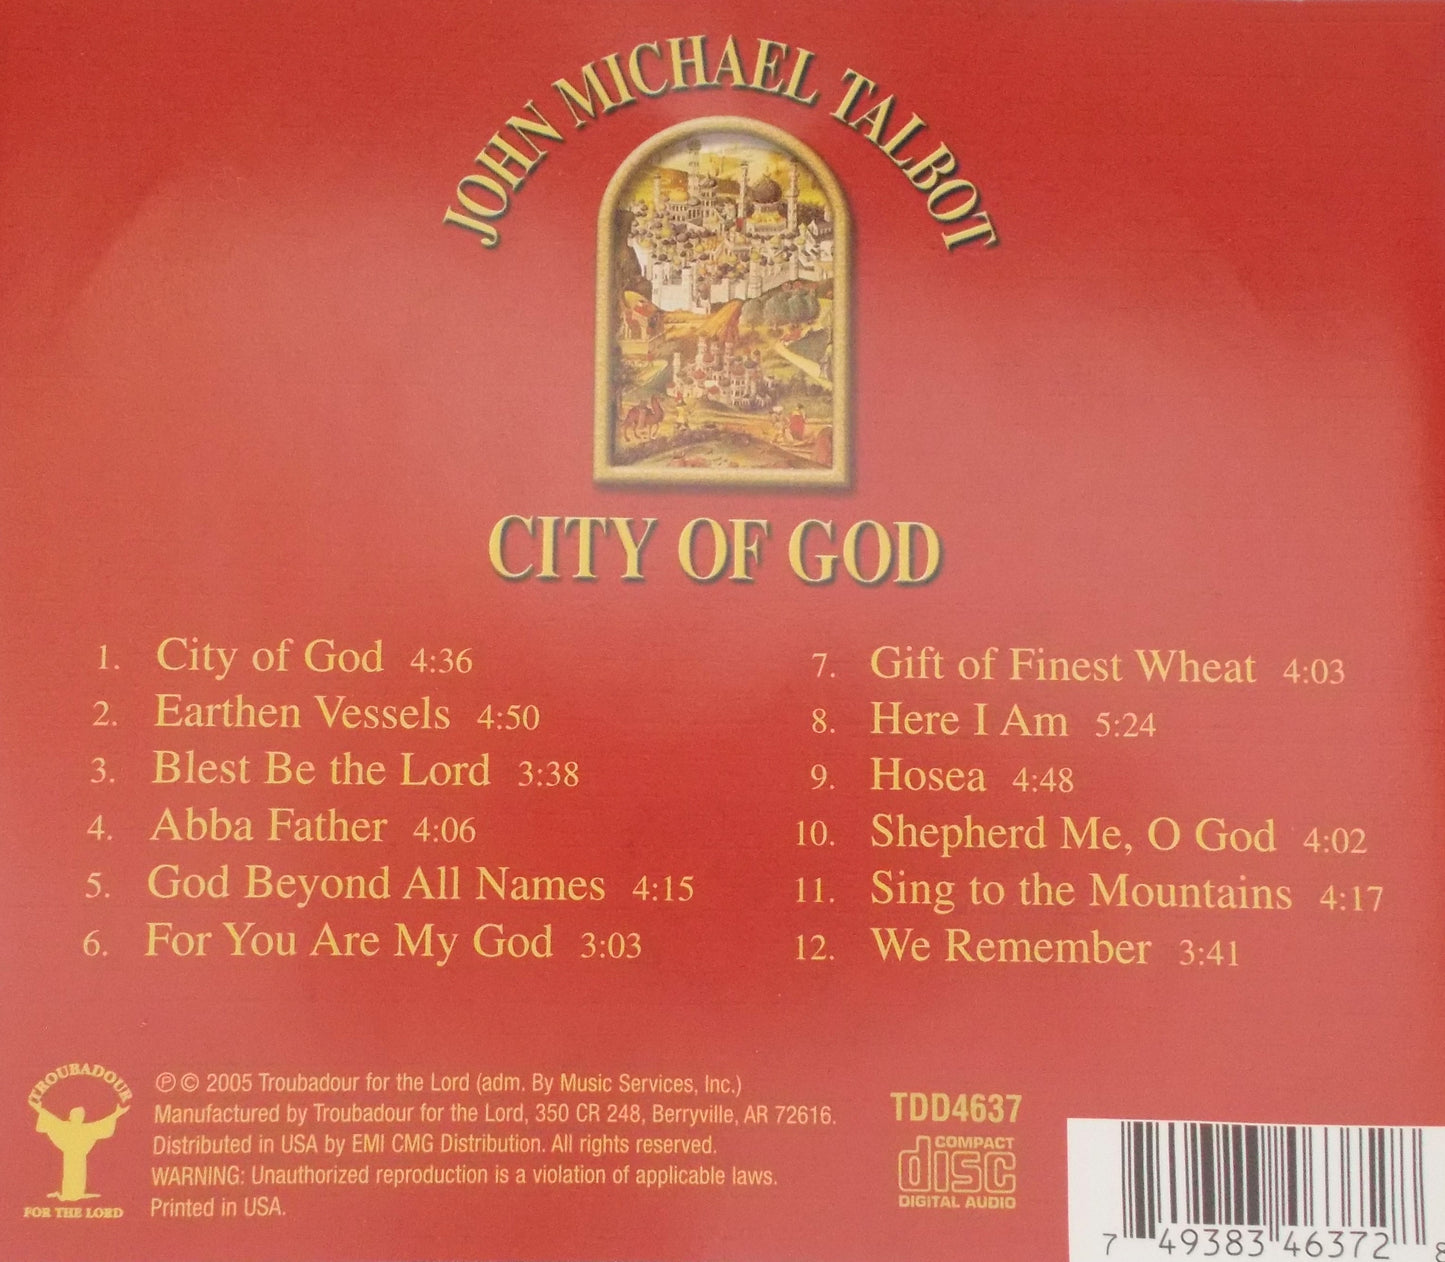 JOHN MICHAEL TALBOT
CITY OF GOD
1. City of God 4:36
2. Earthen Vessels 4:50
3. Blest Be the Lord 3:38
4. Abba Father 4:06
5. God Beyond All Names 4:15
6. For You Are My God 3:03
7. Gift of Finest Wheat 4:03
8. Here I Am 5:24
9. Hosea 4:48
10. Shepherd Me, O God 4:02
11. Sing to the Mountains 4:17
12. We Remember 3:41
TROUBADOUR
FOR THE LORD
℗ © 2005 Troubadour for the Lord (adm. By Music Services, Inc.)
Manufactured by Troubadour for the Lord, 350 CR 248, Berryville, AR 72616.
Distributed in USA by EMI CMG Distribution. All rights reserved.
WARNING: Unauthorized reproduction is a violation of applicable laws.
Printed in USA.
TDD4637
COMPACT
disc
DIGITAL AUDIO
7 49383 46372 8